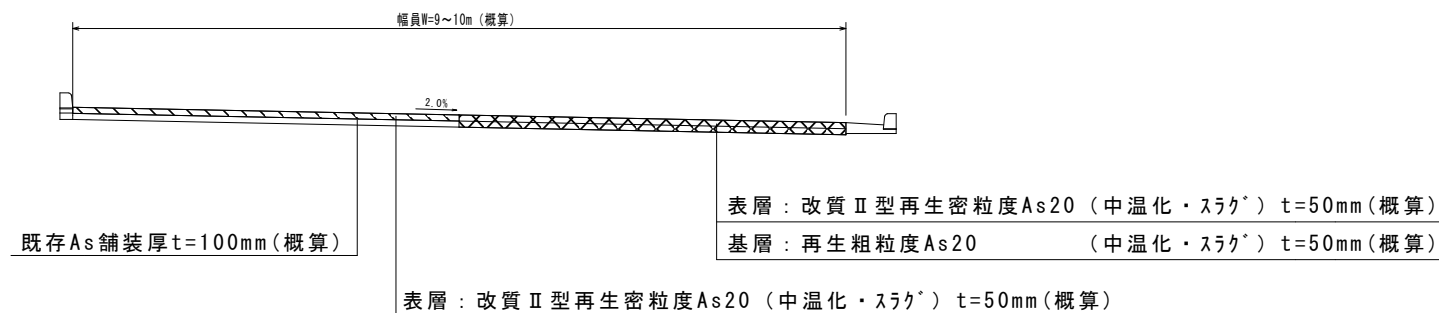 幅員W=9~10m (概算)
2.0%
表層：改質Ⅱ型再生密粒度As20 (中温化・ｽﾗｸﾞ) t=50mm(概算)
既存As舗装厚t=100mm(概算)
基層：再生粗粒度As20 (中温化・ｽﾗｸﾞ) t=50mm(概算)
表層：改質Ⅱ型再生密粒度As20 (中温化・ｽﾗｸﾞ) t=50mm(概算)